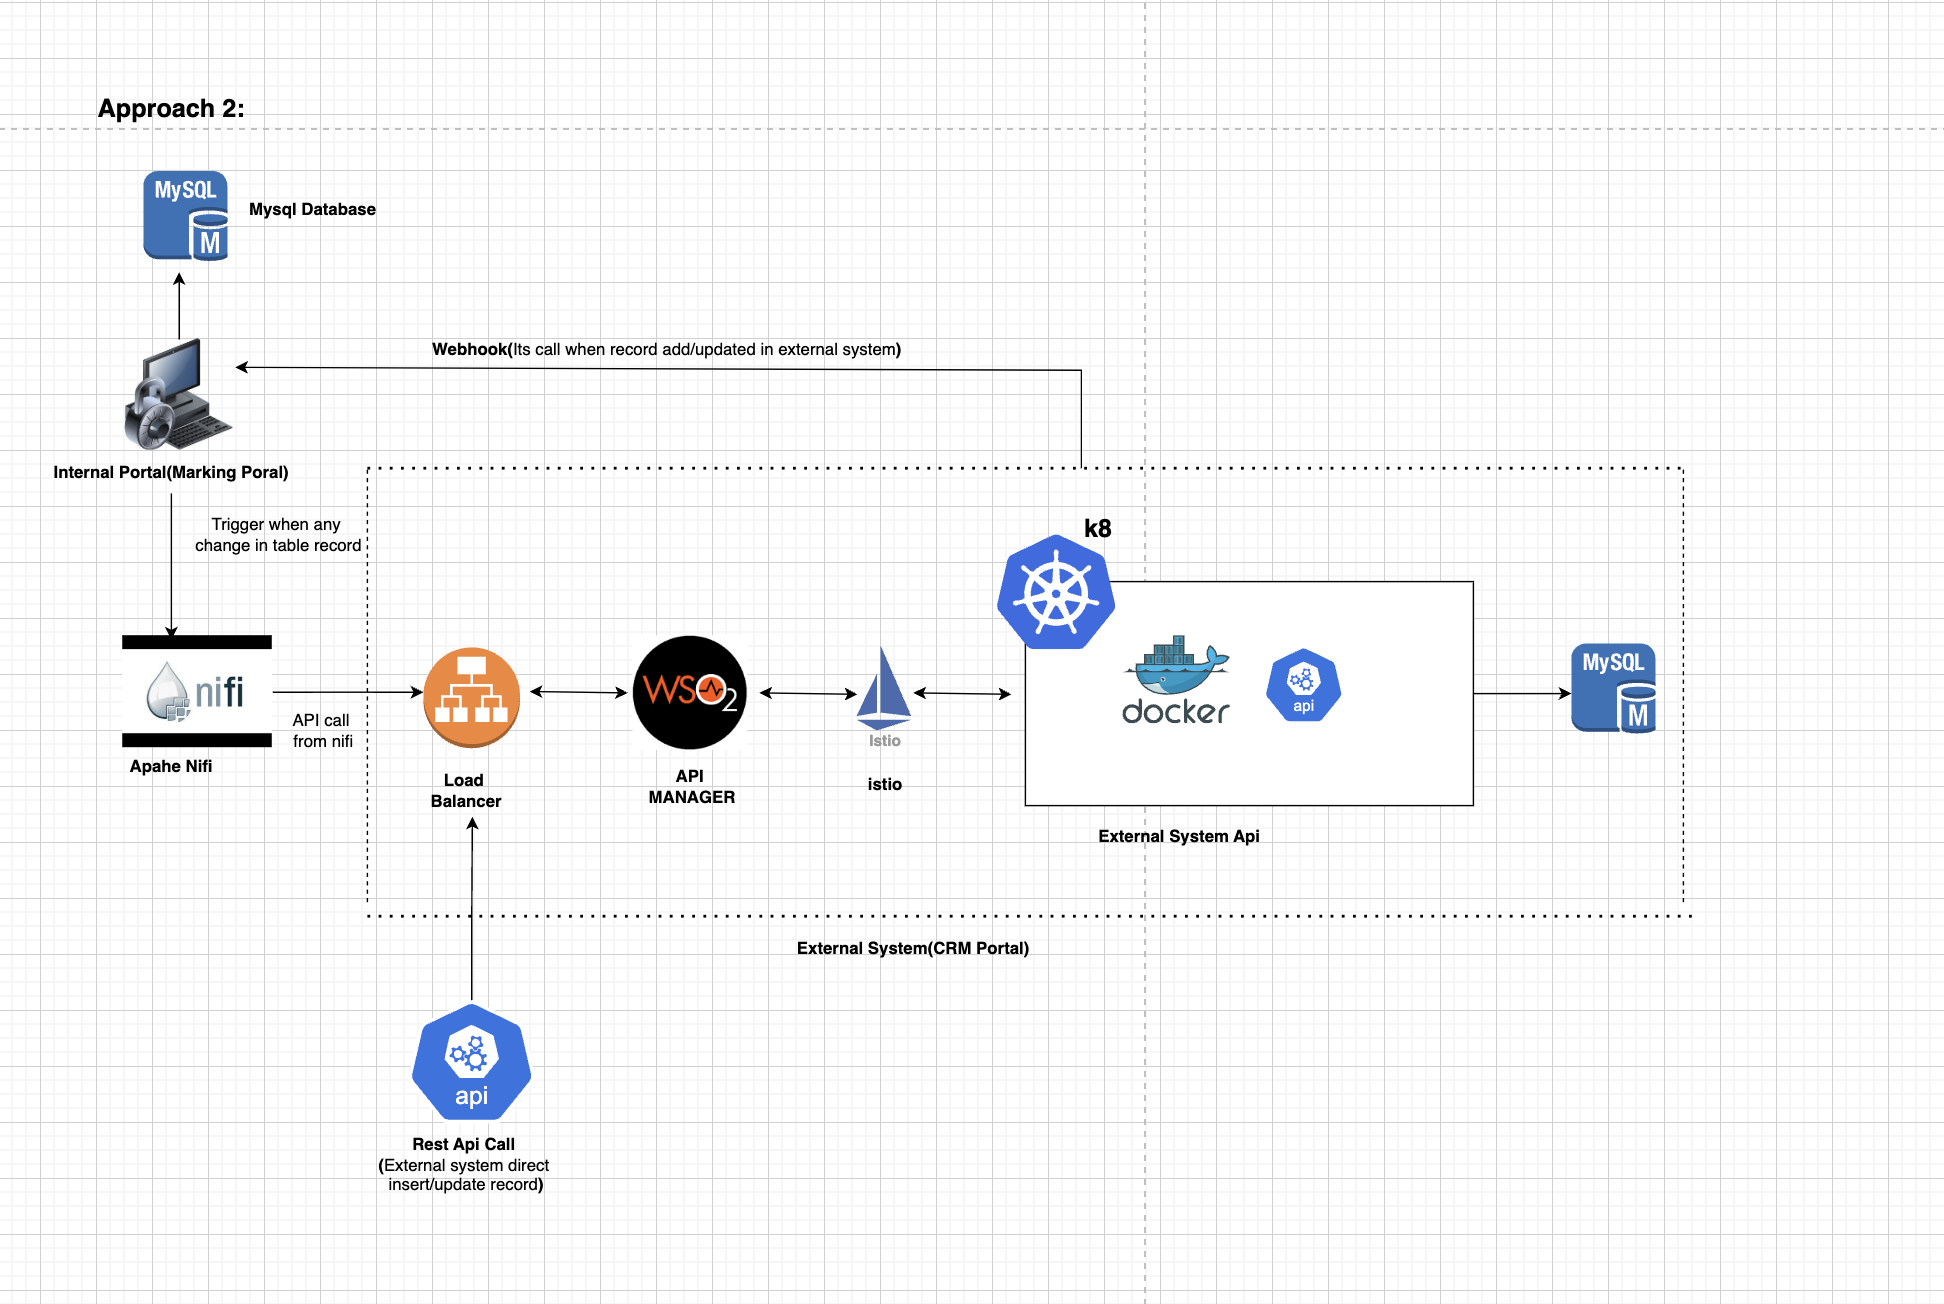 Approach 2:
MySQL
M
Mysql Database
Webhook(Its call when record add/updated in external system)
Internal Portal(Marking Poral)
Trigger when any
change in table record
k8
nifi
API call
from nifi
Apahe Nifi
Load
Balancer
WSO2
API
MANAGER
Istio
istio
docker
api
External System Api
MySQL
M
External System(CRM Portal)
api
Rest Api Call
(External system direct
insert/update record)